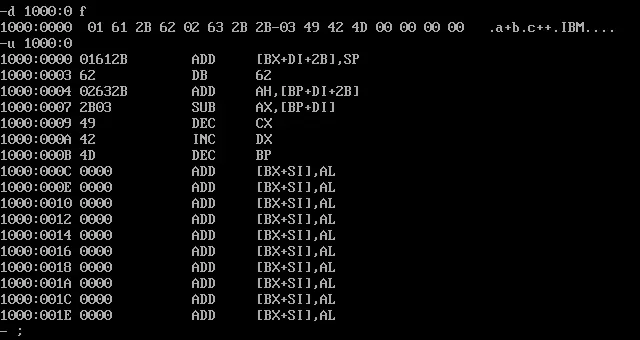 -d 1000:0 f
1000:0000  01 61 2B 62 02 63 2B 2B-03 49 42 4D 00 00 00 00   .a+b.c++.IBM....
-u 1000:0
1000:0000 01612B        ADD     [BX+DI+2B],SP
1000:0003 62            DB      62
1000:0004 02632B        ADD     AH,[BP+DI+2B]
1000:0007 2B03          SUB     AX,[BP+DI]
1000:0009 49            DEC     CX
1000:000A 42            INC     DX
1000:000B 4D            DEC     BP
1000:000C 0000          ADD     [BX+SI],AL
1000:000E 0000          ADD     [BX+SI],AL
1000:0010 0000          ADD     [BX+SI],AL
1000:0012 0000          ADD     [BX+SI],AL
1000:0014 0000          ADD     [BX+SI],AL
1000:0016 0000          ADD     [BX+SI],AL
1000:0018 0000          ADD     [BX+SI],AL
1000:001A 0000          ADD     [BX+SI],AL
1000:001C 0000          ADD     [BX+SI],AL
1000:001E 0000          ADD     [BX+SI],AL
- ;